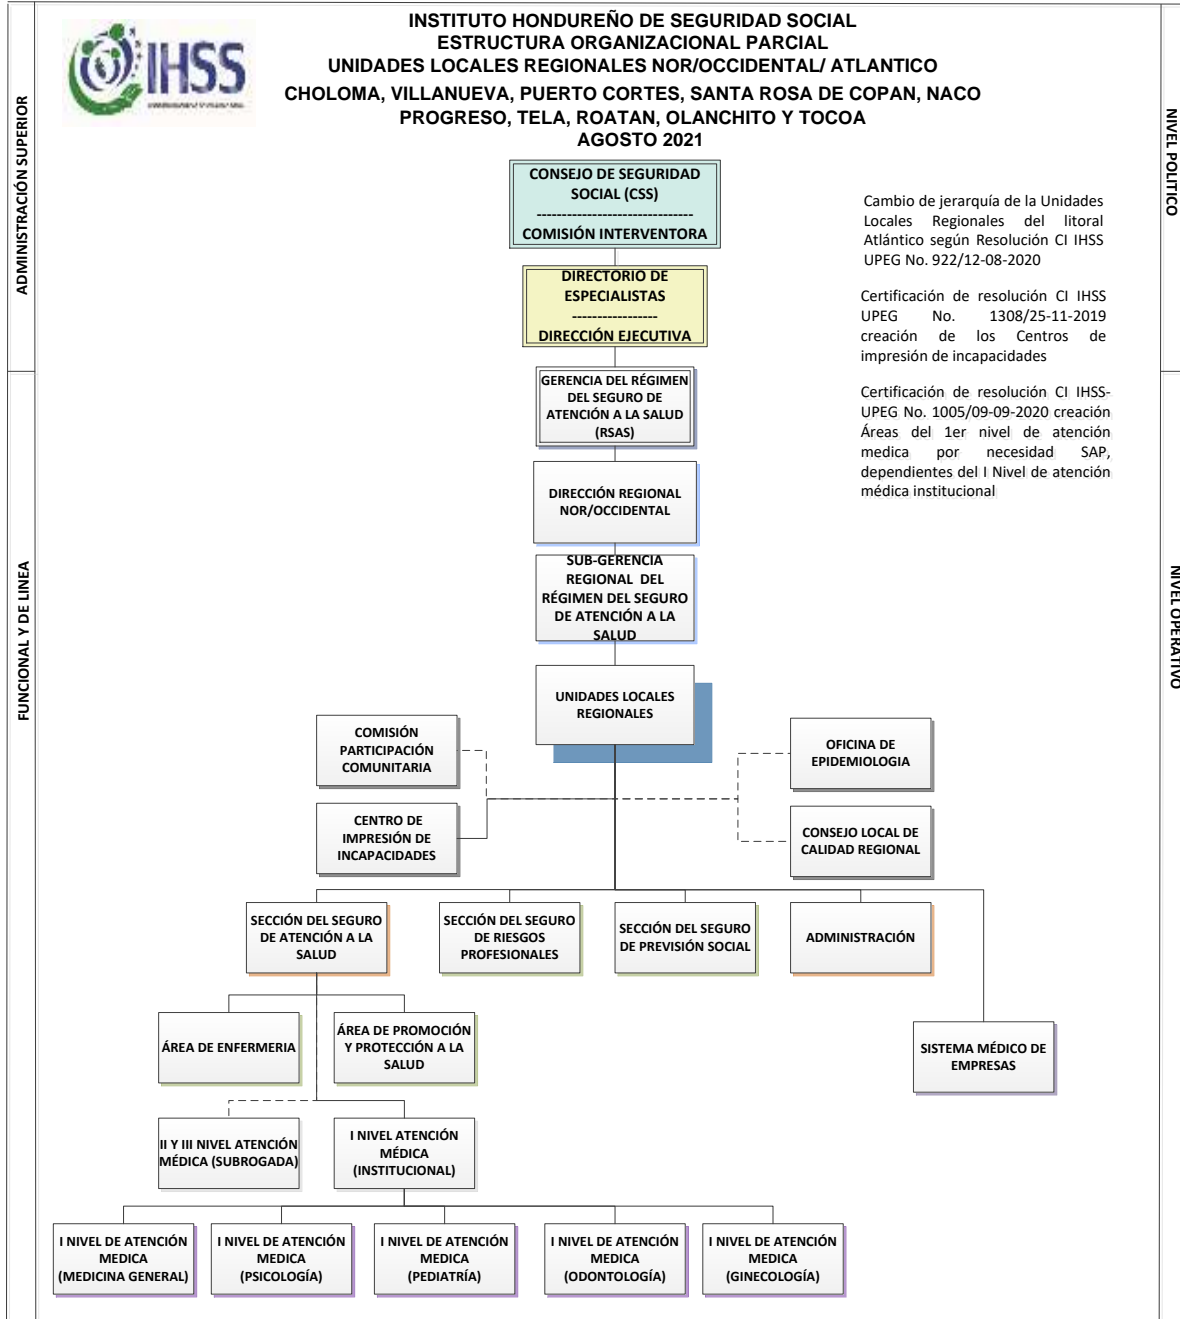 INSTITUTO HONDUREÑO DE SEGURIDAD SOCIAL
ESTRUCTURA ORGANIZACIONAL PARCIAL
UNIDADES LOCALES REGIONALES NOR/OCCIDENTAL/ ATLANTICO
CHOLOMA, VILLANUEVA, PUERTO CORTES, SANTA ROSA DE COPAN, NACO
PROGRESO, TELA, ROATAN, OLANCHITO Y TOCOA
AGOSTO 2021
IHSS
ADMINISTRACIÓN SUPERIOR
NIVEL POLITICO
CONSEJO DE SEGURIDAD
SOCIAL (CSS)
-------------------------------
COMISIÓN INTERVENTORA
DIRECTORIO DE
ESPECIALISTAS
-----------------
DIRECCIÓN EJECUTIVA
Cambio de jerarquía de la Unidades
Locales Regionales del litoral
Atlántico según Resolución CI IHSS
UPEG No. 922/12-08-2020
Certificación de resolución CI IHSS
UPEG No. 1308/25-11-2019
creación de los Centros de
impresión de incapacidades
Certificación de resolución CI IHSS-
UPEG No. 1005/09-09-2020 creación
Áreas del 1er nivel de atención
medica por necesidad SAP,
dependientes del I Nivel de atención
médica institucional
FUNCIONAL Y DE LINEA
NIVEL OPERATIVO
GERENCIA DEL RÉGIMEN
DEL SEGURO DE
ATENCIÓN A LA SALUD
(RSAS)
DIRECCIÓN REGIONAL
NOR/OCCIDENTAL
SUB-GERENCIA
REGIONAL DEL
RÉGIMEN DEL SEGURO
DE ATENCIÓN A LA
SALUD
UNIDADES LOCALES
REGIONALES
COMISIÓN
PARTICIPACIÓN
COMUNITARIA
OFICINA DE
EPIDEMIOLOGIA
CENTRO DE
IMPRESIÓN DE
INCAPACIDADES
CONSEJO LOCAL DE
CALIDAD REGIONAL
SECCIÓN DEL SEGURO
DE ATENCIÓN A LA
SALUD
SECCIÓN DEL SEGURO
DE RIESGOS
PROFESIONALES
SECCIÓN DEL SEGURO
DE PREVISIÓN SOCIAL
ADMINISTRACIÓN
ÁREA DE ENFERMERIA
ÁREA DE PROMOCIÓN
Y PROTECCIÓN A LA
SALUD
SISTEMA MÉDICO DE
EMPRESAS
II Y III NIVEL ATENCIÓN
MÉDICA (SUBROGADA)
I NIVEL ATENCIÓN
MÉDICA
(INSTITUCIONAL)
I NIVEL DE ATENCIÓN
MEDICA
(MEDICINA GENERAL)
I NIVEL DE ATENCIÓN
MEDICA
(PSICOLOGÍA)
I NIVEL DE ATENCIÓN
MEDICA
(PEDIATRÍA)
I NIVEL DE ATENCIÓN
MEDICA
(ODONTOLOGÍA)
I NIVEL DE ATENCIÓN
MEDICA
(GINECOLOGÍA)